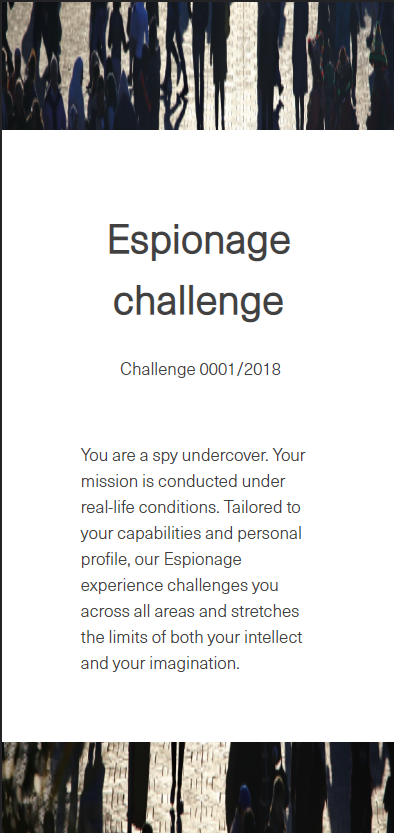 Espionage
challenge
Challenge 0001/2018
You are a spy undercover. Your
mission is conducted under
real-life conditions. Tailored to
your capabilities and personal
profile, our Espionage
experience challenges you
across all areas and stretches
the limits of both your intellect
and your imagination.